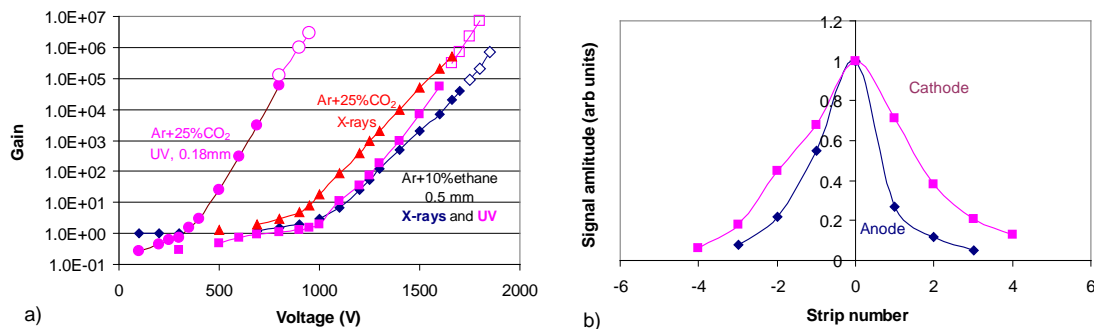 1.0E+07
1.0E+06
1.0E+05
1.0E+04
1.0E+03
1.0E+02
1.0E+01
1.0E+00
1.0E-01
Gain
Ar+25%CO2
UV, 0.18mm
Ar+25%CO2
X-rays
Ar+10%ethane
0.5 mm
X-rays and UV
0 500 1000 1500 2000
Voltage (V)
a)
1.2
1
0.8
0.6
0.4
0.2
0
Signal amlitude (arb units)
Cathode
Anode
-6 -4 -2 0 2 4 6
Strip number
b)